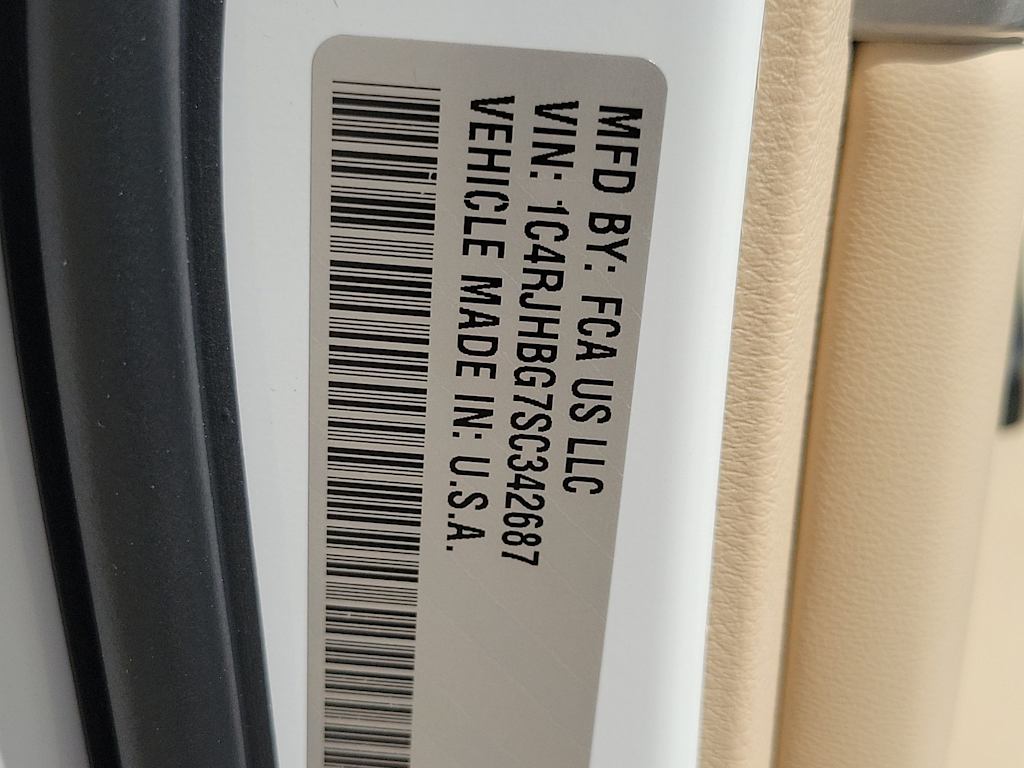 MFD BY: FCA US LLC
VIN: 1C4RJHBG7SC342687
VEHICLE MADE IN: U.S.A.